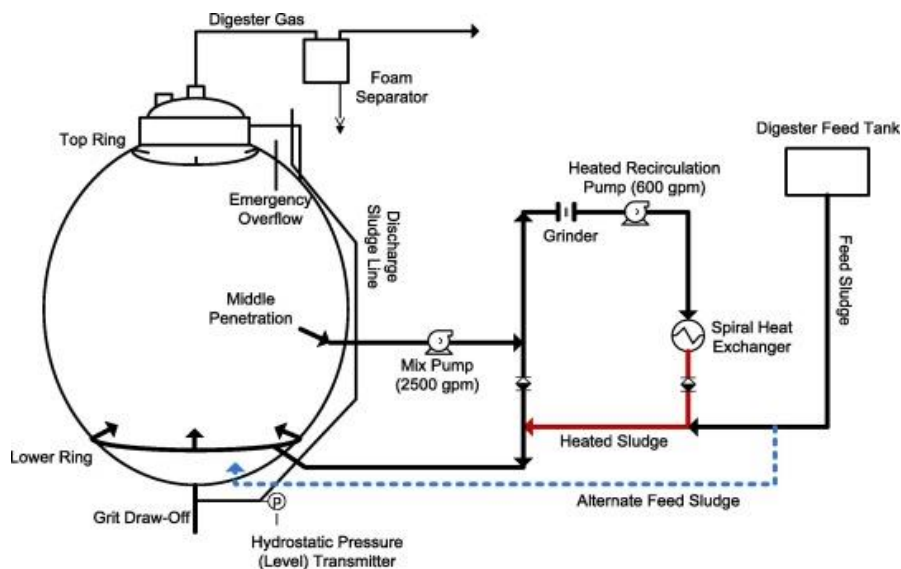 Digester Gas
Foam
Separator
Top Ring
Digester Feed Tank
Heated Recirculation
Pump (600 gpm)
Emergency
Overflow
Grinder
Discharge
Sludge Line
Feed Sludge
Middle
Penetration
Spiral Heat
Exchanger
Mix Pump
(2500 gpm)
Heated Sludge
Lower Ring
Alternate Feed Sludge
P
Grit Draw-Off
Hydrostatic Pressure
(Level) Transmitter